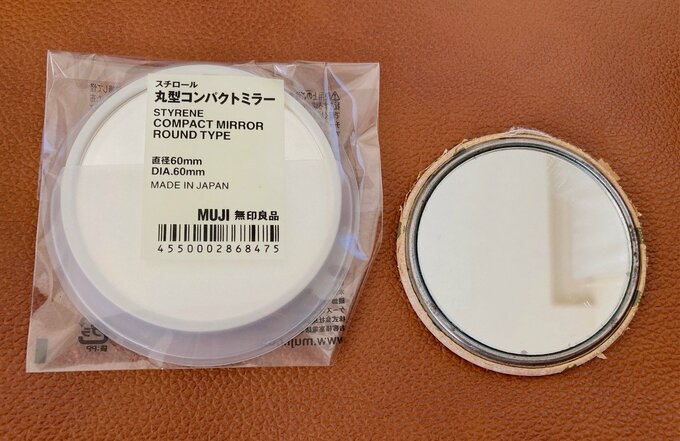 スチロール
丸型コンパクトミラー
STYRENE
COMPACT MIRROR
ROUND TYPE
直径60mm
DIA.60mm
MADE IN JAPAN
MUJI 無印良品
4550002868475